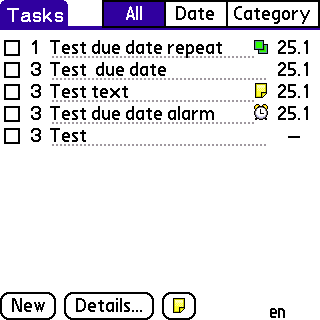 Tasks All Date Category
1 Test due date repeat 25.1
3 Test due date 25.1
3 Test text 25.1
3 Test due date alarm 25.1
3 Test –
New Details... en